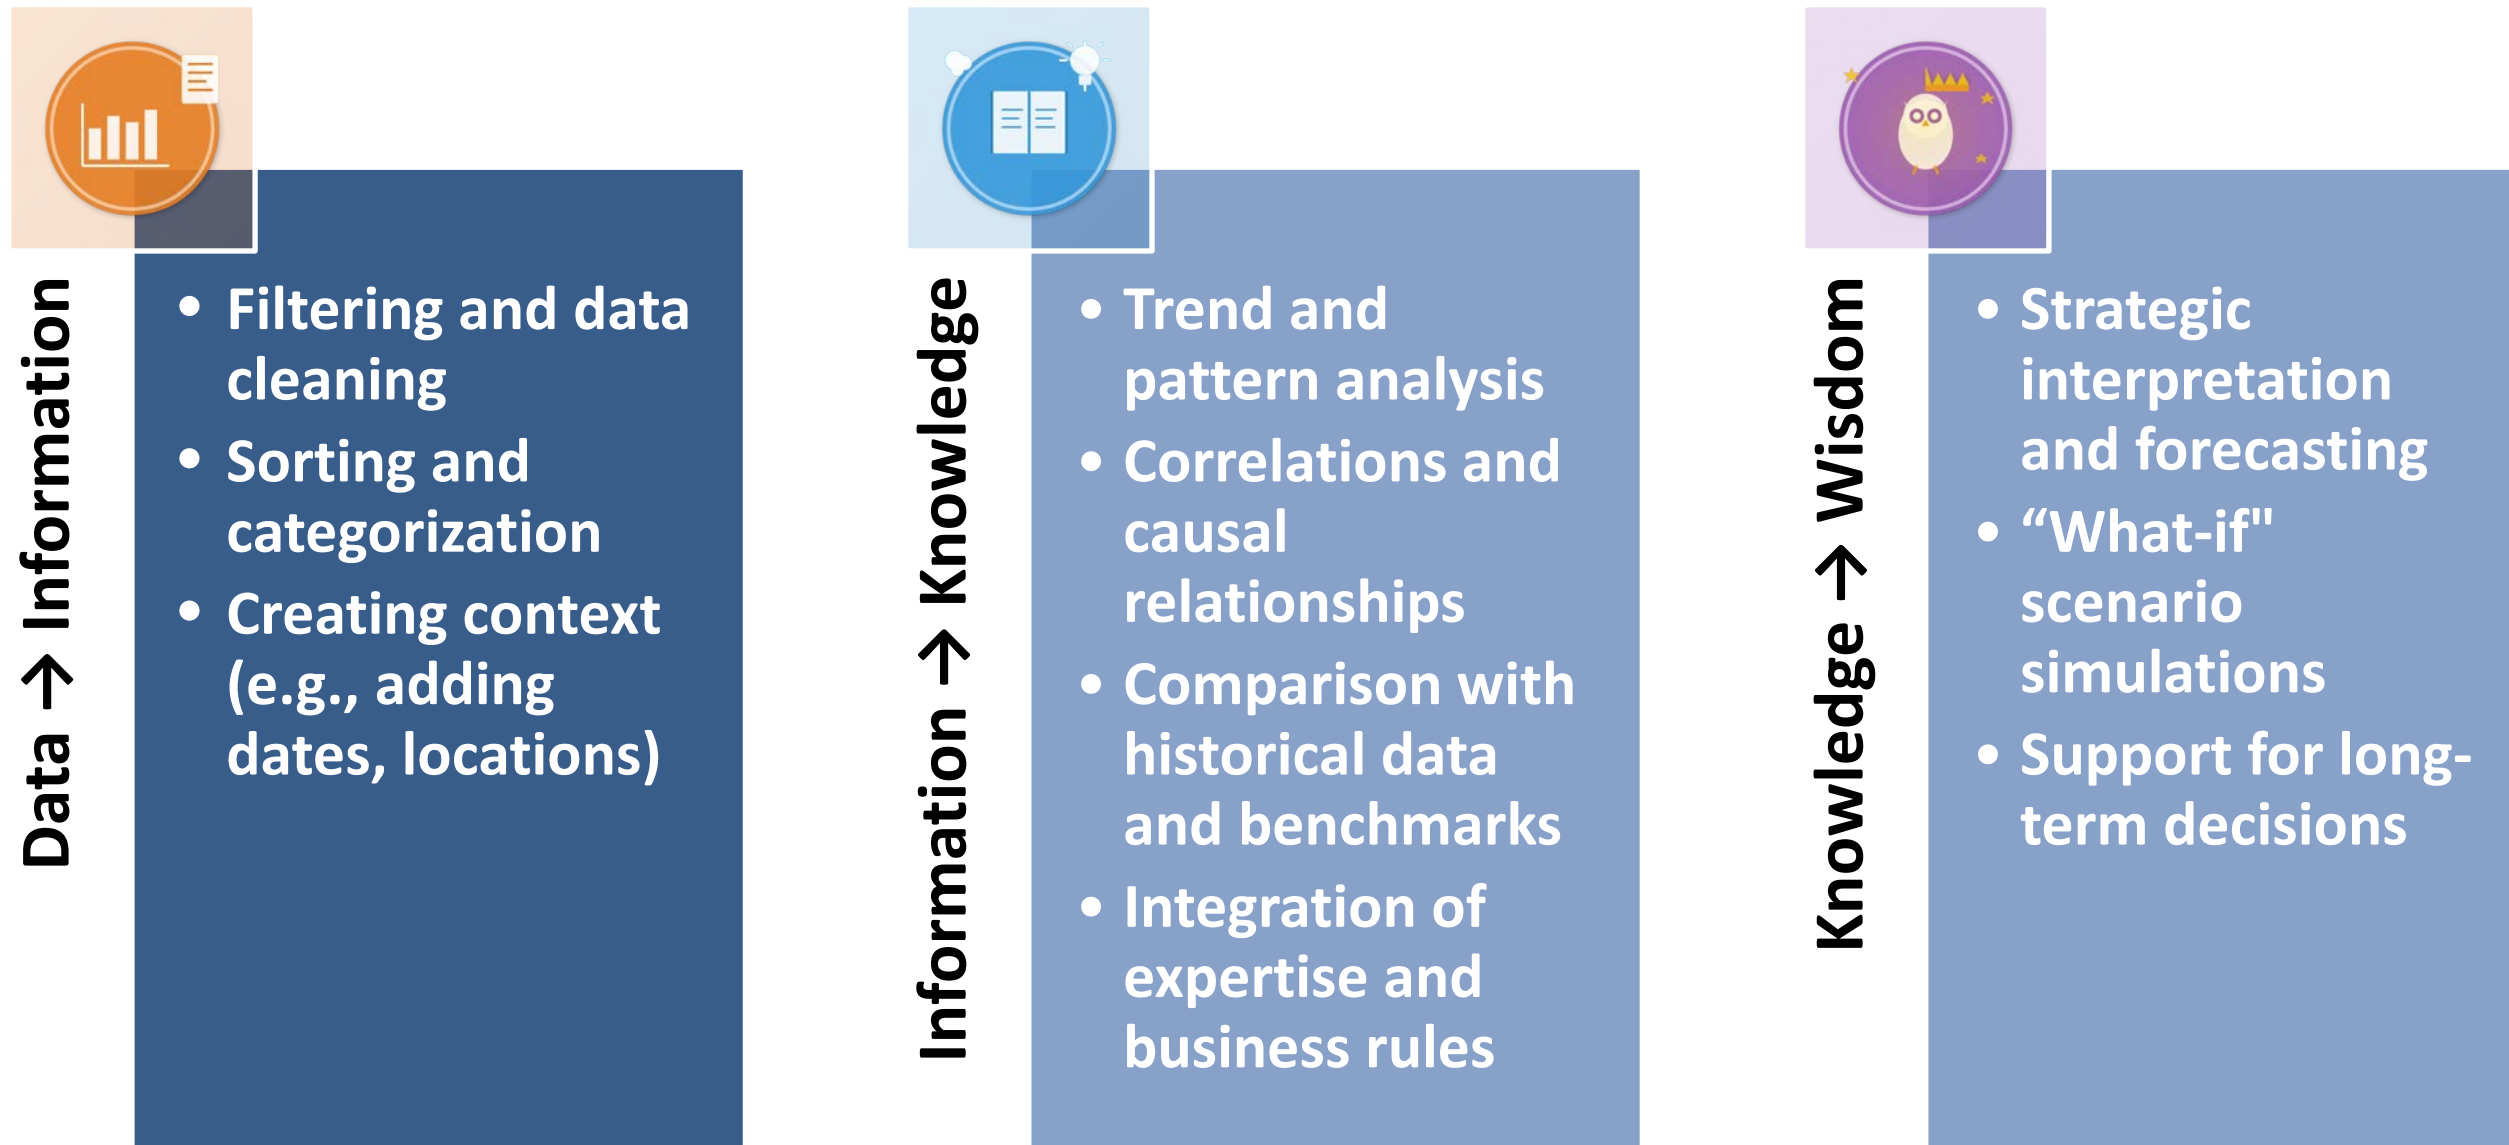 Data → Information
• Filtering and data
cleaning
• Sorting and
categorization
• Creating context
(e.g., adding
dates, locations)
Information → Knowledge
• Trend and
pattern analysis
• Correlations and
causal
relationships
• Comparison with
historical data
and benchmarks
• Integration of
expertise and
business rules
Knowledge → Wisdom
• Strategic
interpretation
and forecasting
• “What-if"
scenario
simulations
• Support for long-
term decisions